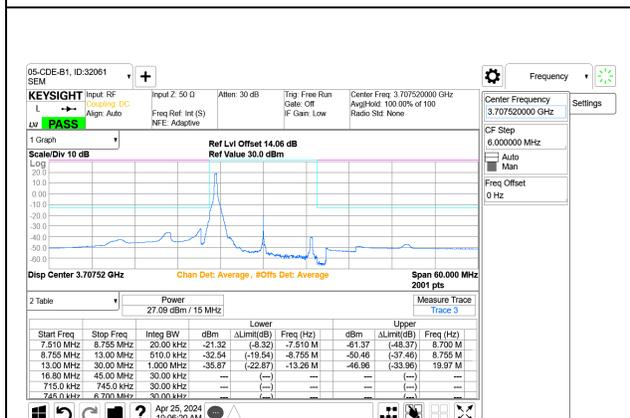 05-CDE-B1, ID:32061
SEM
Frequency
KEYSIGHT
L
LXI
PASS
Input: RF
Coupling: DC
Align: Auto
Input Z: 50 Ω
Freq Ref: Int (S)
NFE: Adaptive
Atten: 30 dB
Trig: Free Run
Gate: Off
IF Gain: Low
Center Freq: 3.707520000 GHz
Avg|Hold: 100.00% of 100
Radio Std: None
Center Frequency
3.707520000 GHz
Settings
CF Step
6.000000 MHz
Auto
Man
Freq Offset
0 Hz
1 Graph
Scale/Div 10 dB
Ref Lvl Offset 14.06 dB
Ref Value 30.0 dBm
Log
20.0
10.0
0.00
-10.0
-20.0
-30.0
-40.0
-50.0
-60.0
Disp Center 3.70752 GHz
Chan Det: Average , #Offs Det: Average
Span 60.000 MHz
2001 pts
2 Table
Power
27.09 dBm / 15 MHz
Measure Trace
Trace 3
Lower Upper
Start Freq Stop Freq Integ BW dBm ΔLimit(dB) Freq (Hz) dBm ΔLimit(dB) Freq (Hz)
7.510 MHz 8.755 MHz 20.00 kHz -21.32 (-8.32) -7.510 M -61.37 (-48.37) 8.700 M
8.755 MHz 13.00 MHz 510.0 kHz -32.54 (-19.54) -8.755 M -50.46 (-37.46) 8.755 M
13.00 MHz 30.00 MHz 1.000 MHz -35.87 (-22.87) -13.26 M -46.96 (-33.96) 19.97 M
16.80 MHz 45.00 MHz 30.00 kHz --- (---) --- --- (---) ---
715.0 kHz 745.0 kHz 30.00 kHz --- (---) --- --- (---) ---
745.0 kHz 6.700 MHz 30.00 kHz --- (---) --- --- (---) ---
?
Apr 25, 2024